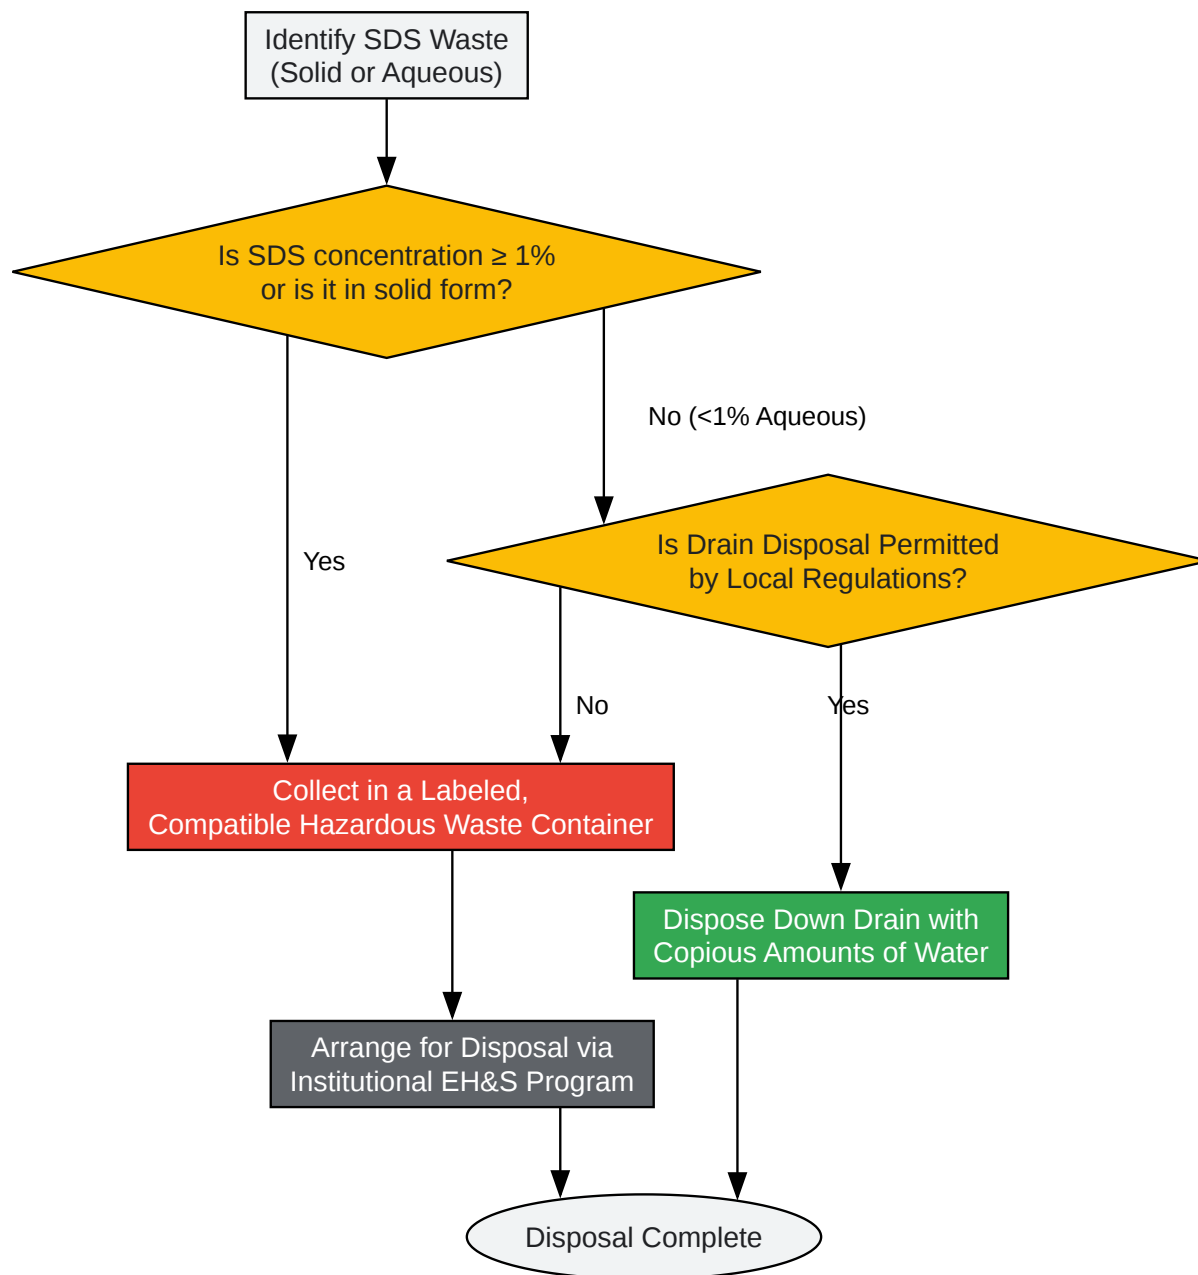 Identify SDS Waste
(Solid or Aqueous)
Is SDS concentration ≥ 1%
or is it in solid form?
No (<1% Aqueous)
Is Drain Disposal Permitted
by Local Regulations?
Yes
No
Yes
Collect in a Labeled,
Compatible Hazardous Waste Container
Dispose Down Drain with
Copious Amounts of Water
Arrange for Disposal via
Institutional EH&S Program
Disposal Complete